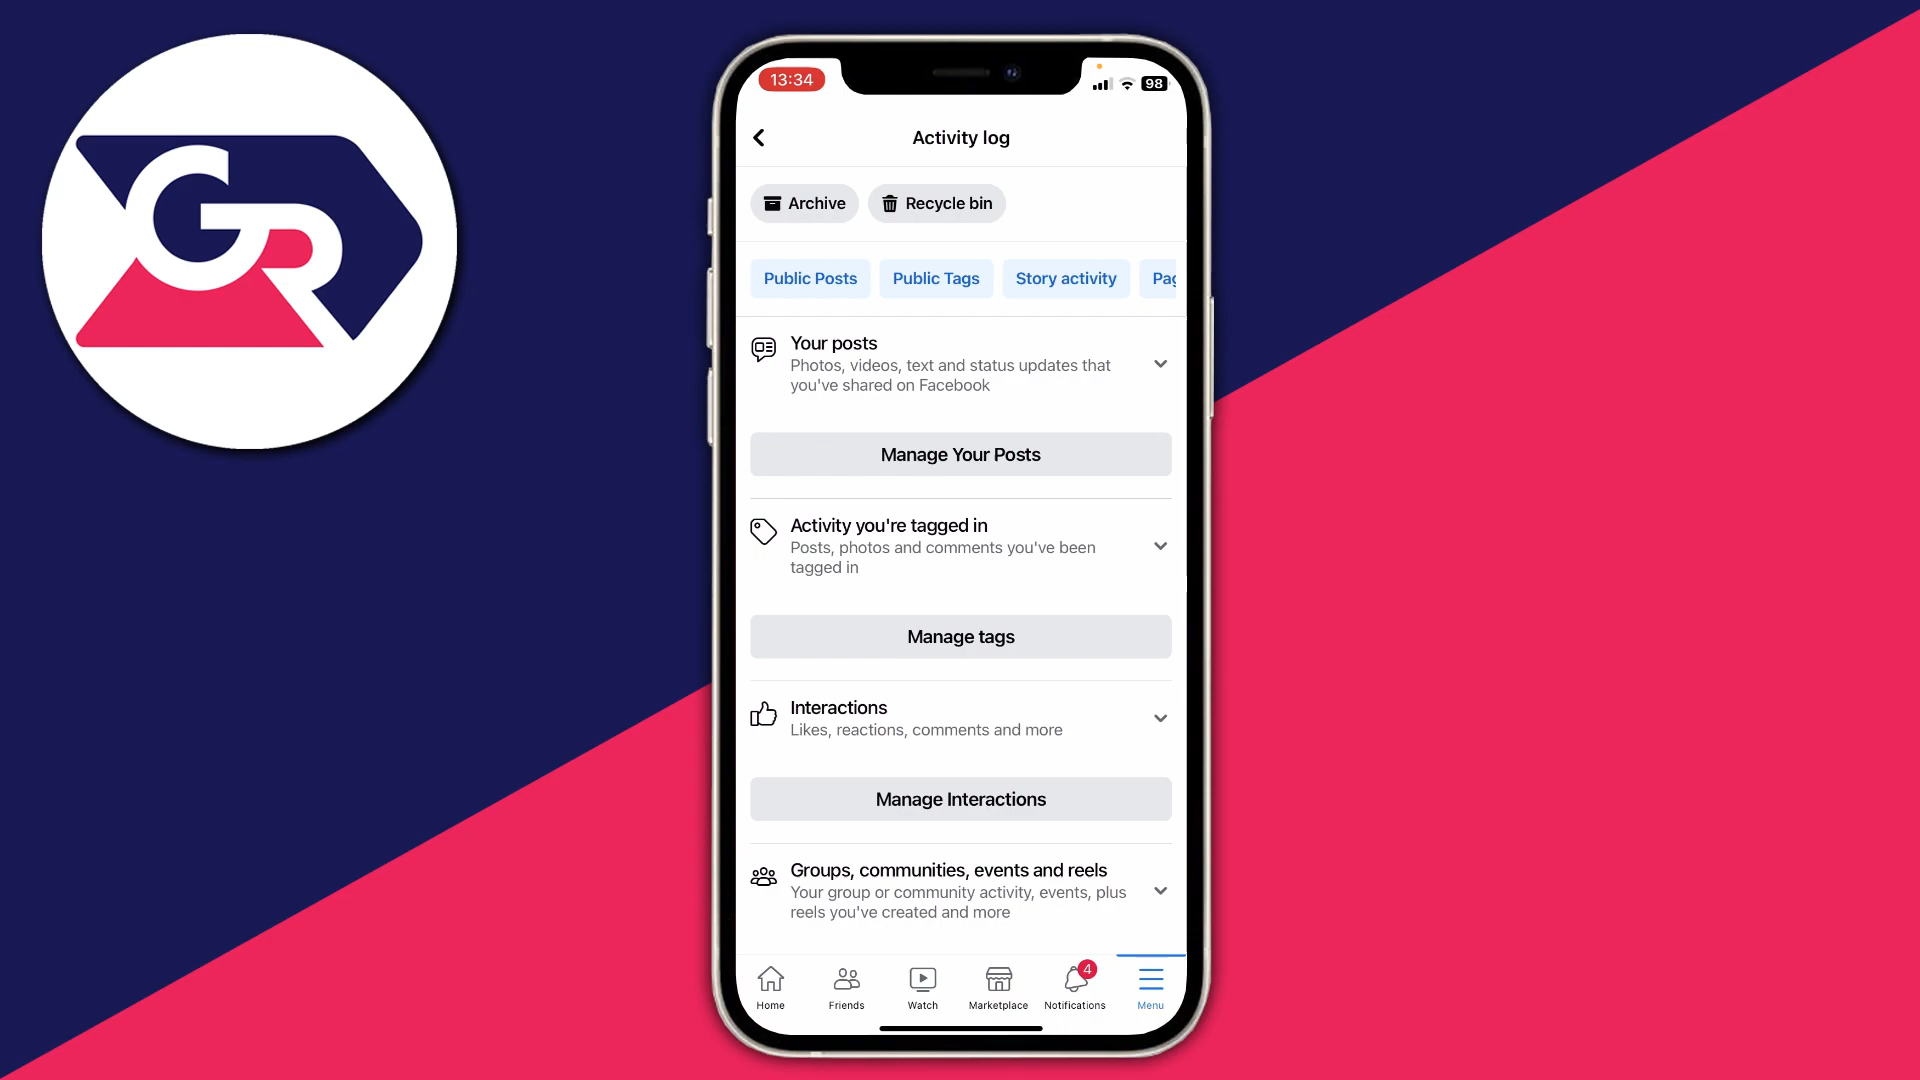 GR
13:34
98
Activity log
Archive
Recycle bin
Public Posts
Public Tags
Story activity
Pag
Your posts
Photos, videos, text and status updates that
you've shared on Facebook
Manage Your Posts
Activity you're tagged in
Posts, photos and comments you've been
tagged in
Manage tags
Interactions
Likes, reactions, comments and more
Manage Interactions
Groups, communities, events and reels
Your group or community activity, events, plus
reels you've created and more
4
Home
Friends
Watch
Marketplace
Notifications
Menu